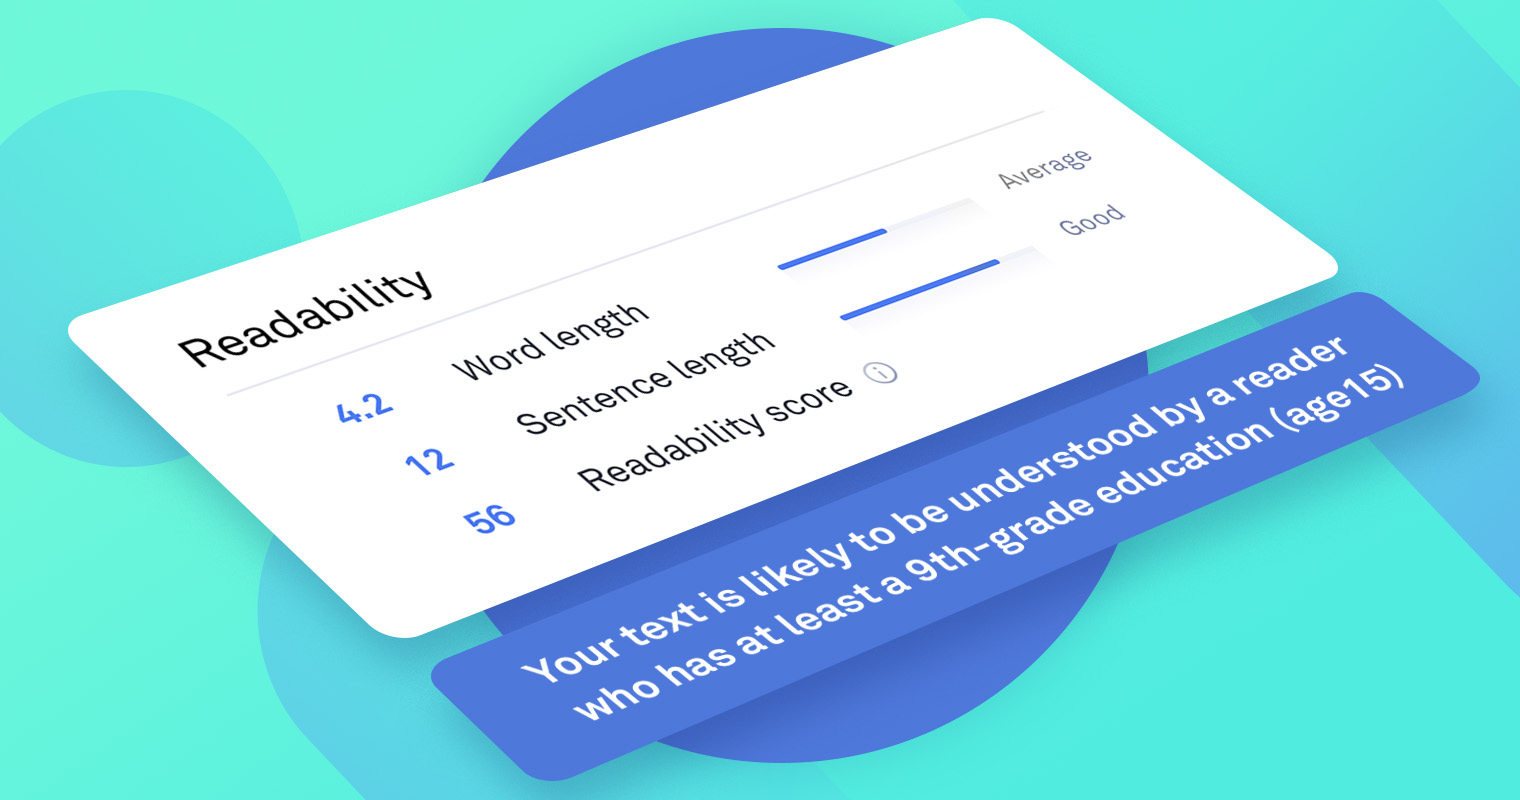 Readability
4.2 Word length Average
12 Sentence length Good
56 Readability score
Your text is likely to be understood by a reader
who has at least a 9th-grade education (age15)